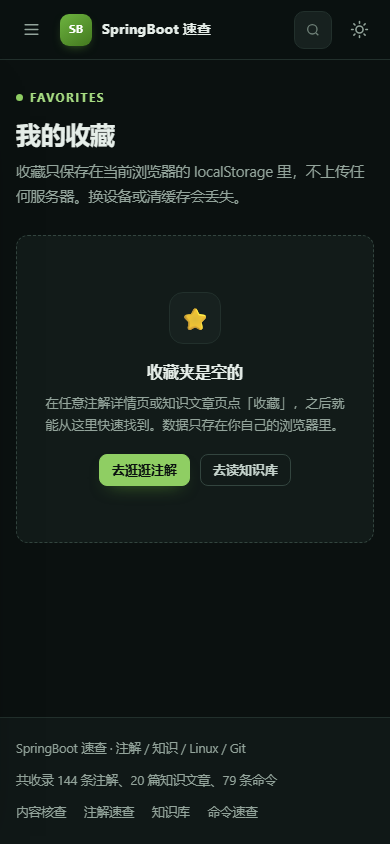 SB
SpringBoot 速查
FAVORITES
我的收藏
收藏只保存在当前浏览器的 localStorage 里，不上传任
何服务器。换设备或清缓存会丢失。
收藏夹是空的
在任意注解详情页或知识文章页点「收藏」，之后就
能从这里快速找到。数据只存在你自己的浏览器里。
去逛逛注解
去读知识库
SpringBoot 速查 · 注解 / 知识 / Linux / Git
共收录 144 条注解、20 篇知识文章、79 条命令
内容核查 注解速查 知识库 命令速查